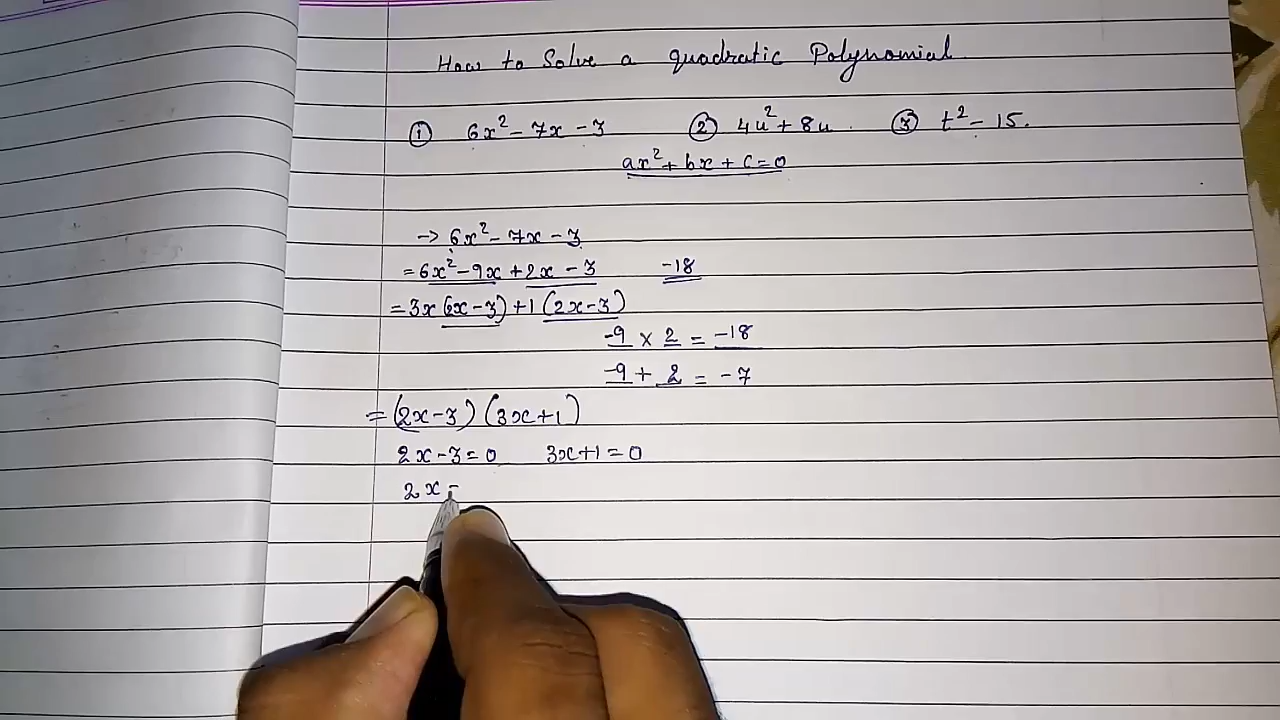 How to Solve a quadratic Polynomial
① 6x² - 7x - 3 ② 4u² + 8u ③ t² - 15.
ax² + bx + c = 0
→ 6x² - 7x - 3
= 6x² - 9x + 2x - 3 -18
= 3x (2x - 3) + 1 (2x - 3)
-9 × 2 = -18
-9 + 2 = -7
= (2x - 3) (3x + 1)
2x - 3 = 0 3x + 1 = 0
2x =